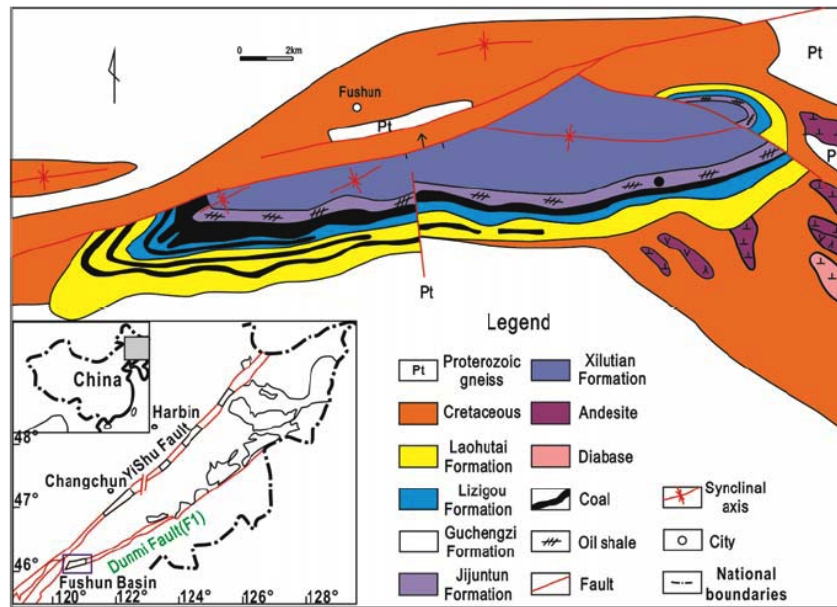 0 2km
Pt
Fushun
Pt
P
Pt
Legend
Pt Proterozoic gneiss
Xilutian Formation
Cretaceous
Andesite
Laohutai Formation
Diabase
Lizigou Formation
Coal
Synclinal axis
Guchengzi Formation
Oil shale
City
Jijuntun Formation
Fault
National boundaries
China
Harbin
48°
YiShu Fault
Changchun
47°
Dunmi Fault(F1)
46°
Fushun Basin
120° 122° 124° 126° 128°